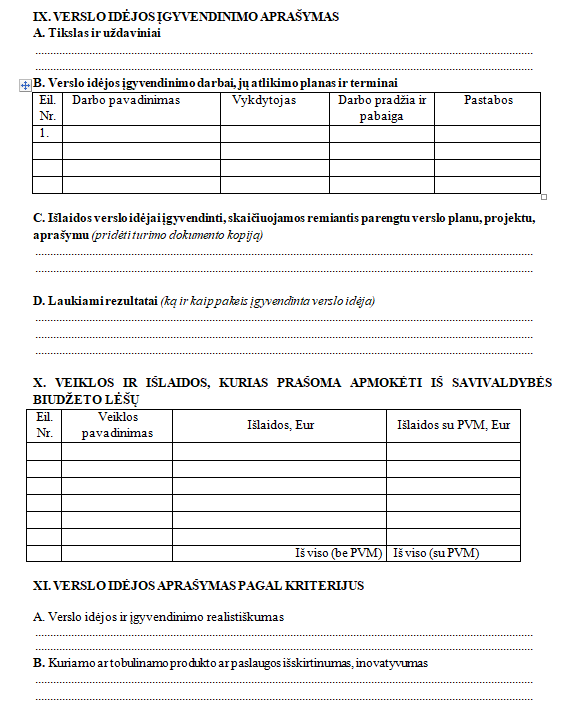 IX. VERSLO IDĖJOS ĮGYVENDINIMO APRAŠYMAS
A. Tikslas ir uždaviniai
B. Verslo idėjos įgyvendinimo darbai, jų atlikimo planas ir terminai
Eil. Nr. Darbo pavadinimas Vykdytojas Darbo pradžia ir pabaiga Pastabos
1.
C. Išlaidos verslo idėjai įgyvendinti, skaičiuojamos remiantis parengtu verslo planu, projektu,
aprašymu (pridėti turimo dokumento kopiją)
D. Laukiami rezultatai (ką ir kaip pakeis įgyvendinta verslo idėja)
X. VEIKLOS IR IŠLAIDOS, KURIAS PRAŠOMA APMOKĖTI IŠ SAVIVALDYBĖS
BIUDŽETO LĖŠŲ
Eil. Nr. Veiklos pavadinimas Išlaidos, Eur Išlaidos su PVM, Eur
Iš viso (be PVM) Iš viso (su PVM)
XI. VERSLO IDĖJOS APRAŠYMAS PAGAL KRITERIJUS
A. Verslo idėjos ir įgyvendinimo realistiškumas
B. Kuriamo ar tobulinamo produkto ar paslaugos išskirtinumas, inovatyvumas